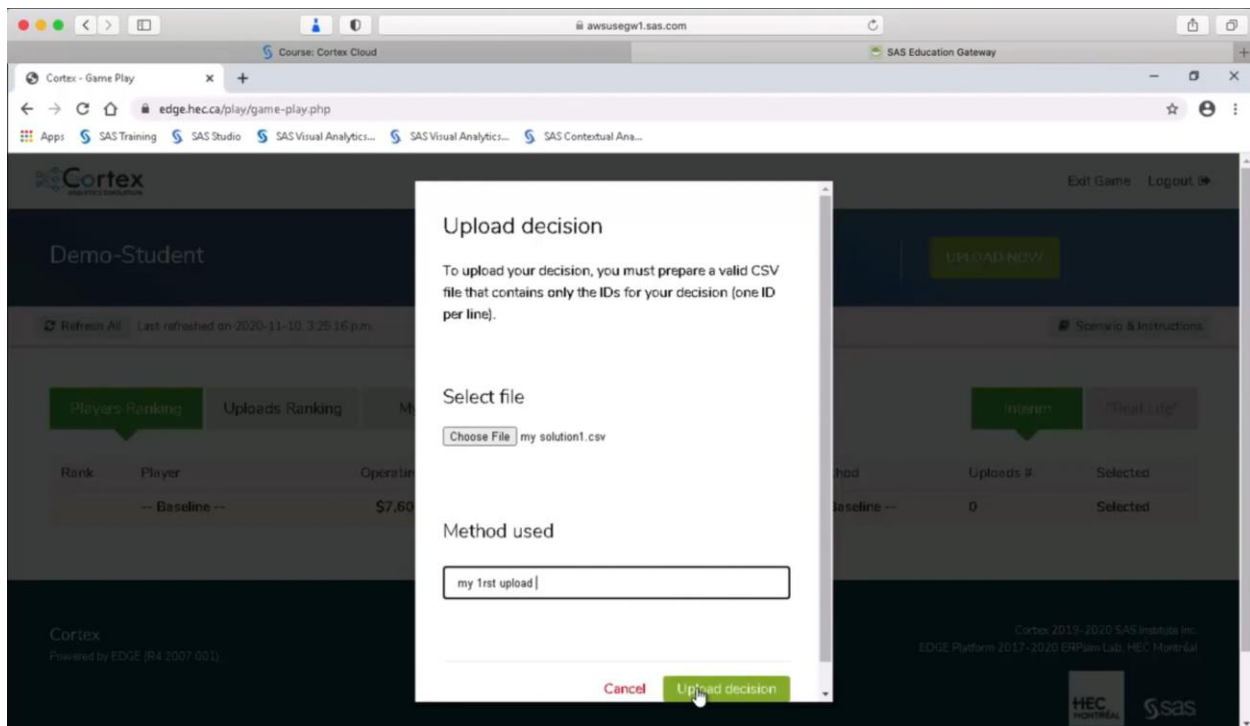 awsusegw1.sas.com
Course: Cortex Cloud
SAS Education Gateway
Cortex - Game Play
edge.hec.ca/play/game-play.php
Apps SAS Training SAS Studio SAS Visual Analytics... SAS Visual Analytics... SAS Contextual Ana...
Cortex
Exit Game Logout
Demo-Student
UPLOAD NOW
Refresh All Last refreshed on 2020-11-10, 3:25:16 p.m.
Scenario & Instructions
Players Ranking Uploads Ranking My
Interim "Real Life"
Rank Player Operatin
hod Uploads # Selected
-- Baseline -- $7,60
Baseline -- 0 Selected
Upload decision
To upload your decision, you must prepare a valid CSV
file that contains only the IDs for your decision (one ID
per line).
Select file
Choose File my solution1.csv
Method used
my 1rst upload
Cancel Upload decision
Cortex
Powered by EDGE (R4.2007.001)
Cortex 2019-2020 SAS Institute Inc.
EDGE Platform 2017-2020 ERPsim Lab, HEC Montréal
HEC
MONTRÉAL
sas